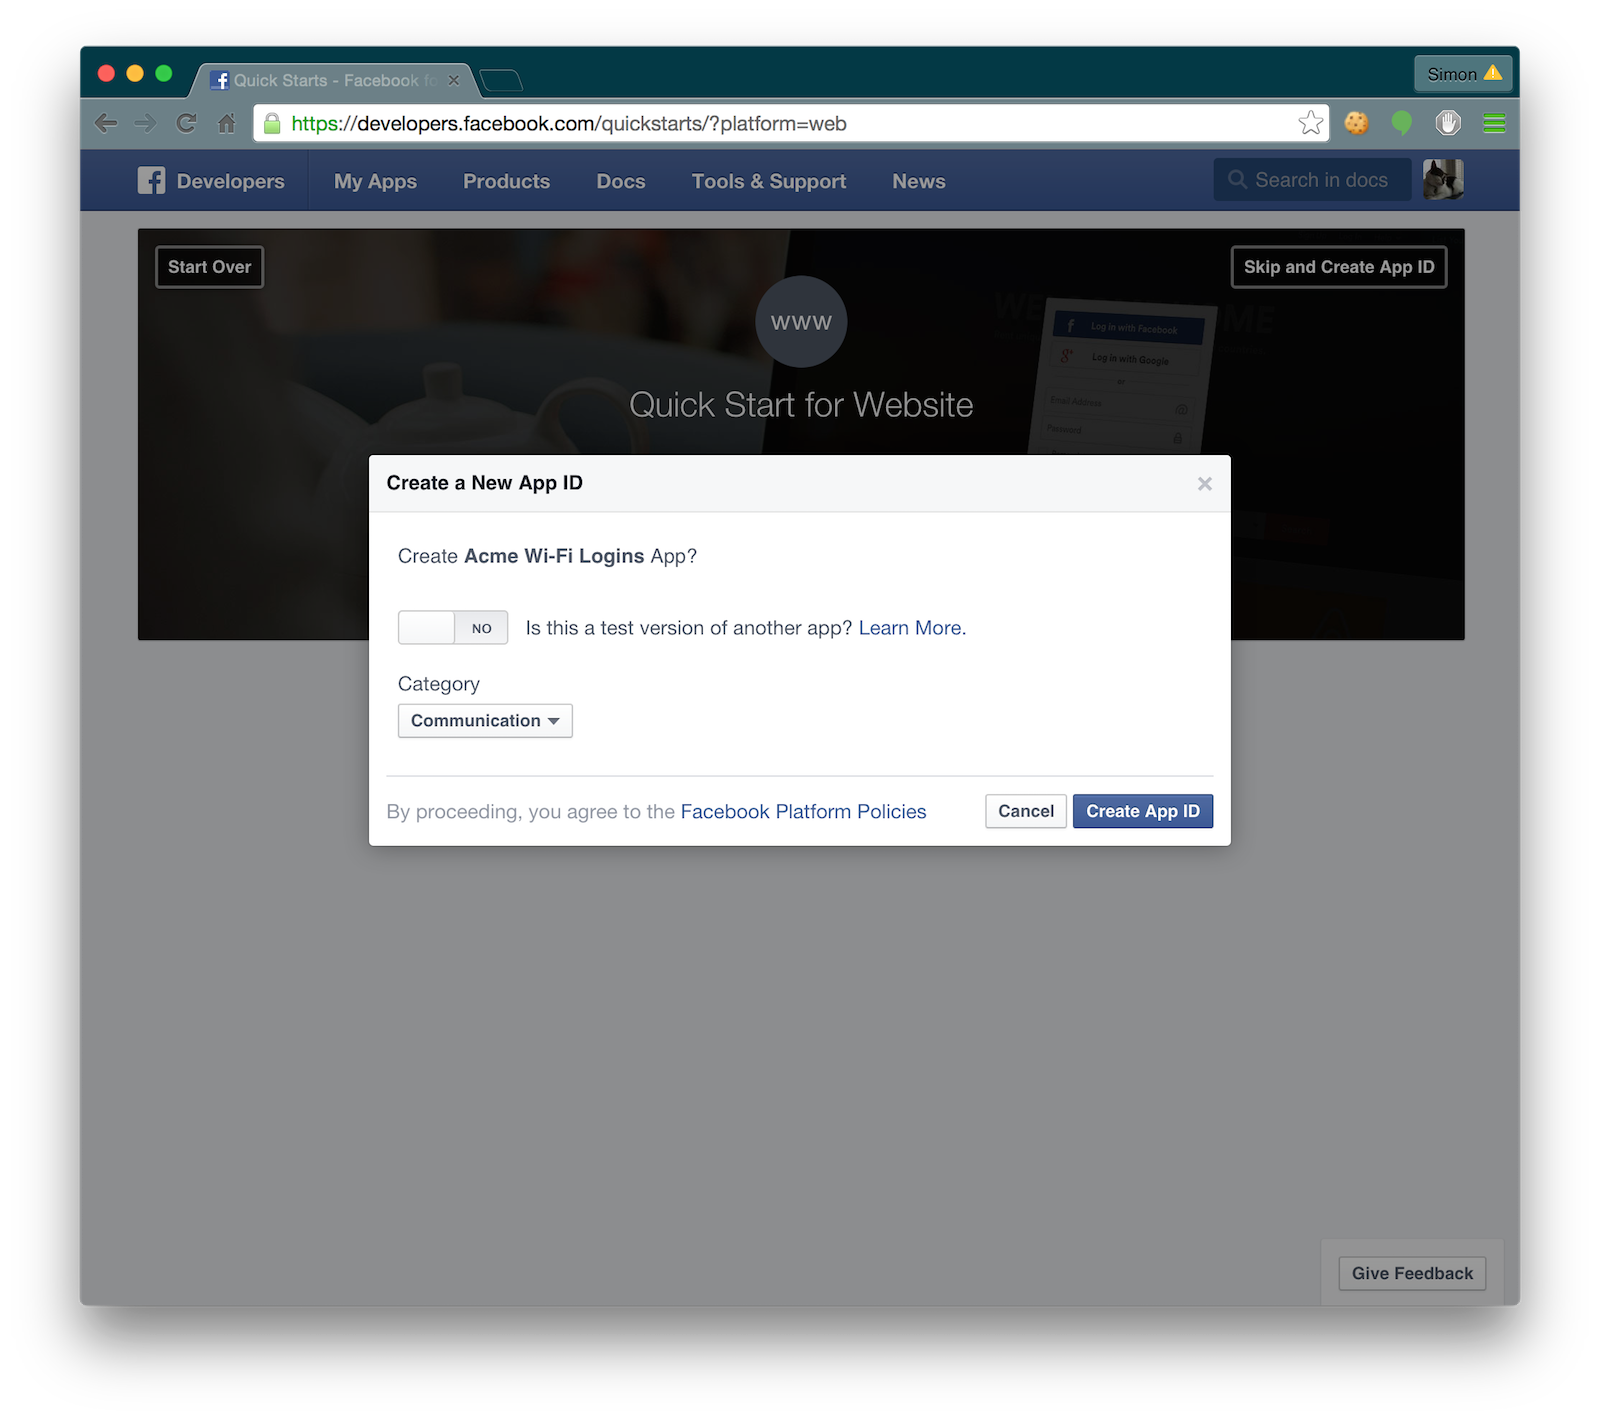 Quick Starts - Facebook fo
Simon
https://developers.facebook.com/quickstarts/?platform=web
Developers
My Apps
Products
Docs
Tools & Support
News
Search in docs
Start Over
Skip and Create App ID
www
Log in with Facebook
Log in with Google
or
Email Address
Password
Quick Start for Website
Create a New App ID
Create Acme Wi-Fi Logins App?
NO
Is this a test version of another app? Learn More.
Category
Communication
By proceeding, you agree to the Facebook Platform Policies
Cancel
Create App ID
Give Feedback